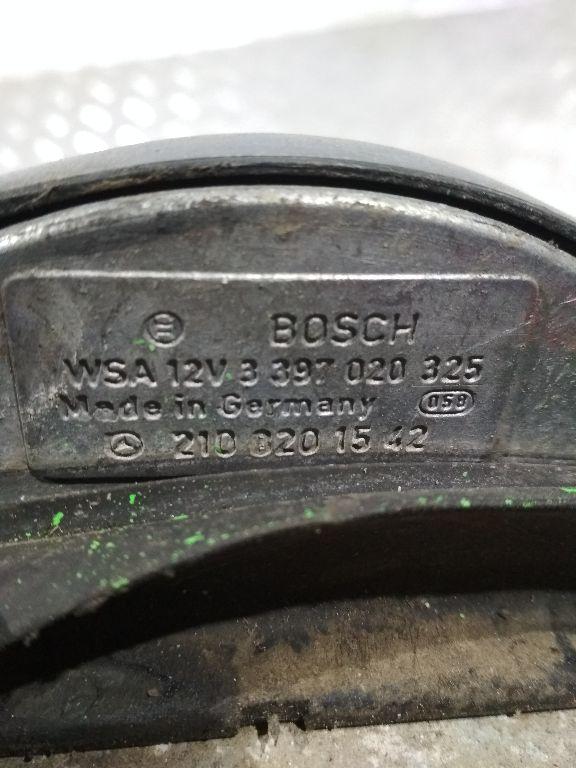 BOSCH
WSA 12V 3 397 020 325
Made in Germany 058
210 820 15 42